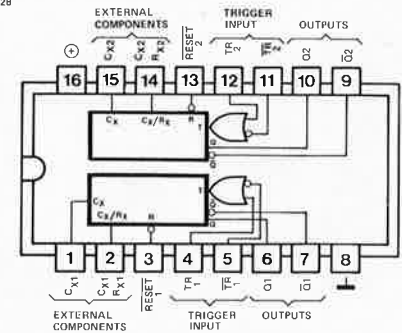 28
EXTERNAL COMPONENTS
TRIGGER INPUT
OUTPUTS
+
CX2
CX2 RX2
RESET 2
TR 2
TR 2
Q2
Q2
16 15 14 13 12 11 10 9
CX CX/RX R T
Q
Q
T
CX
CX/RX R
Q
Q
1 2 3 4 5 6 7 8
CX1
CX1 RX1
RESET 1
TR 1
TR 1
Q1
Q1
EXTERNAL COMPONENTS
TRIGGER INPUT
OUTPUTS